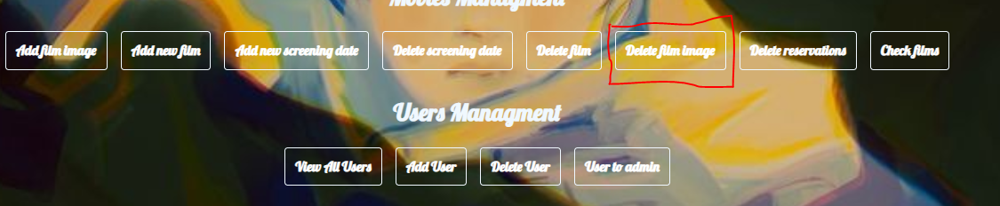 Movies Managment
Add film image Add new film Add new screening date Delete screening date Delete film Delete film image Delete reservations Check films
Users Managment
View All Users Add User Delete User User to admin